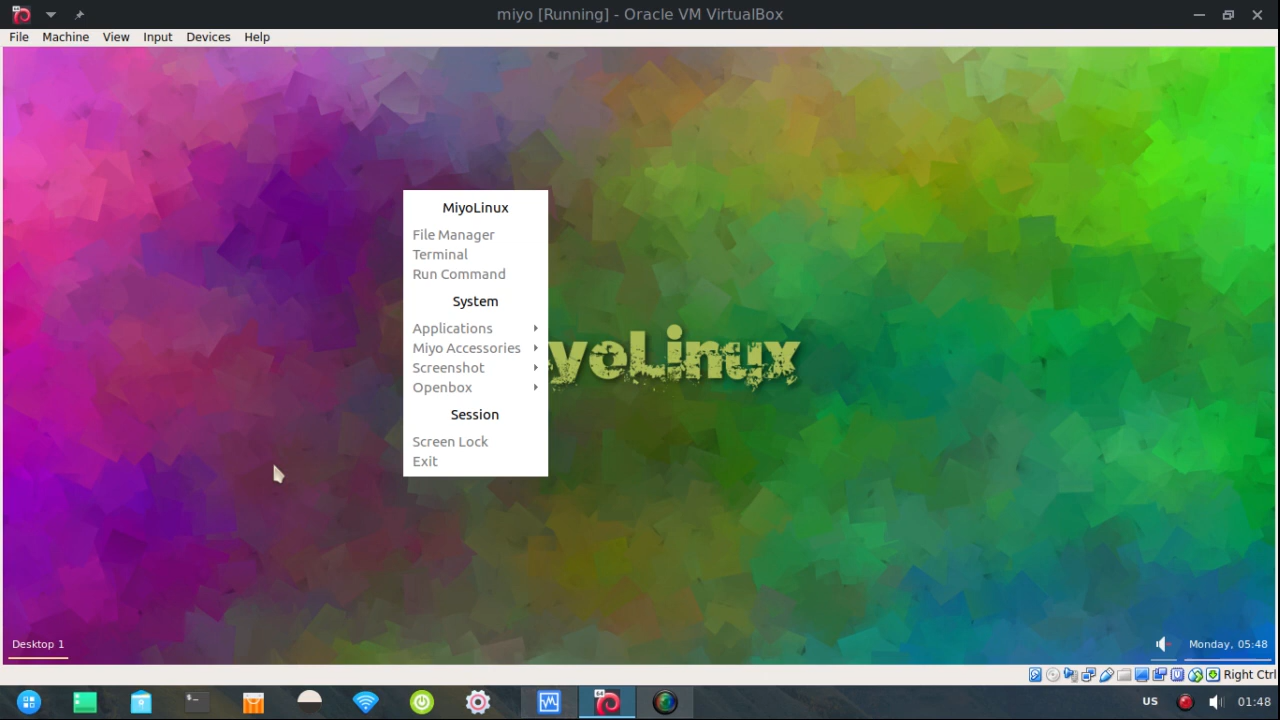 miyo [Running] - Oracle VM VirtualBox
File Machine View Input Devices Help
MiyoLinux
File Manager
Terminal
Run Command
System
Applications
Miyo Accessories
Screenshot
Openbox
Session
Screen Lock
Exit
yoLinux
Desktop 1
Monday, 05:48
Right Ctrl
US
01:48